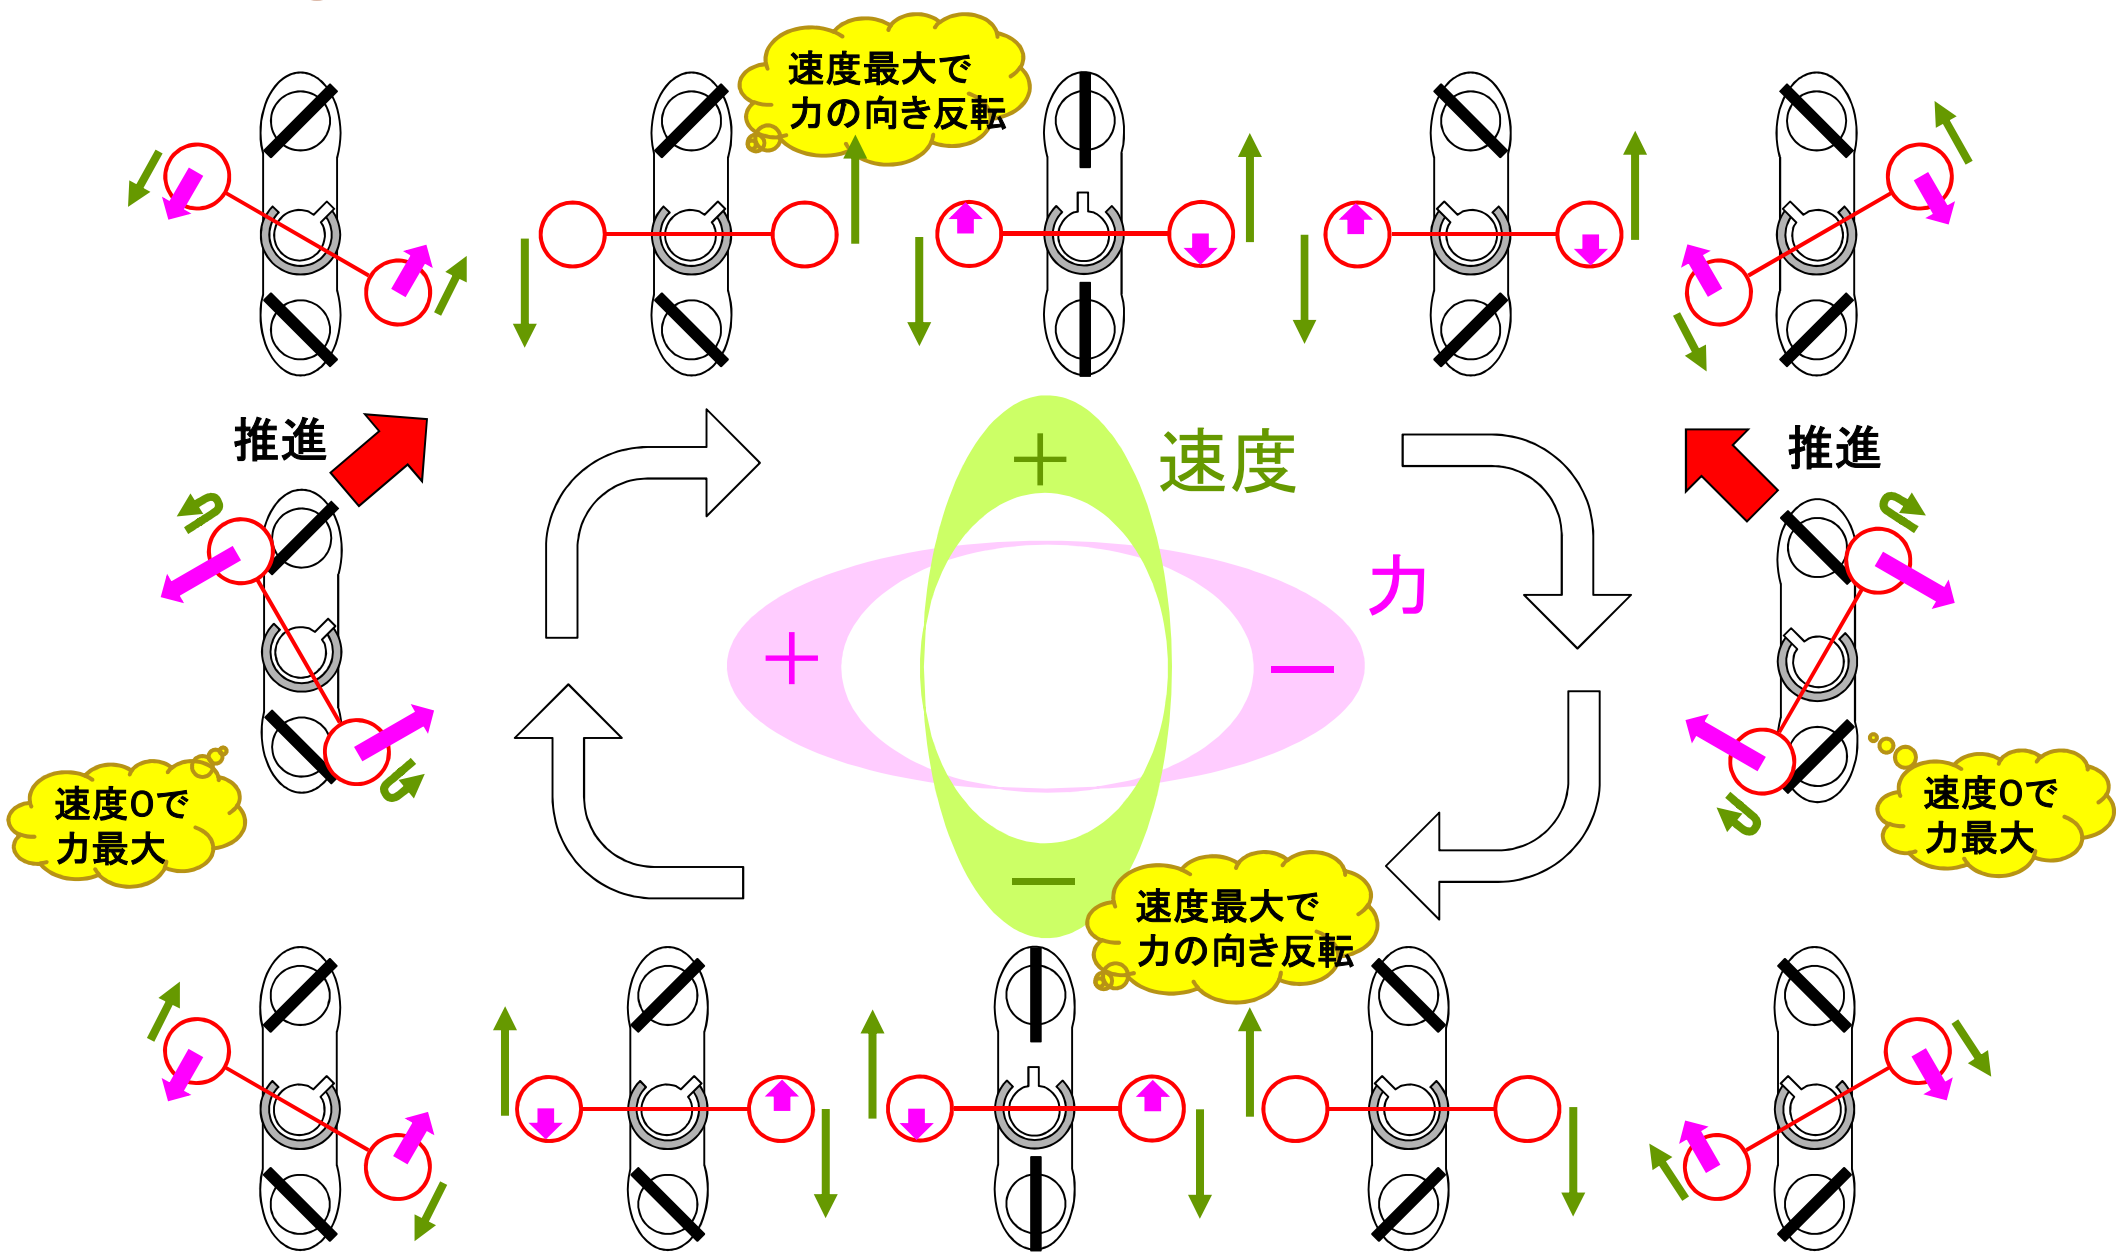 速度最大で
力の向き反転
推進
推進
＋
速度
力
＋
－
速度0で
力最大
速度0で
力最大
－
速度最大で
力の向き反転